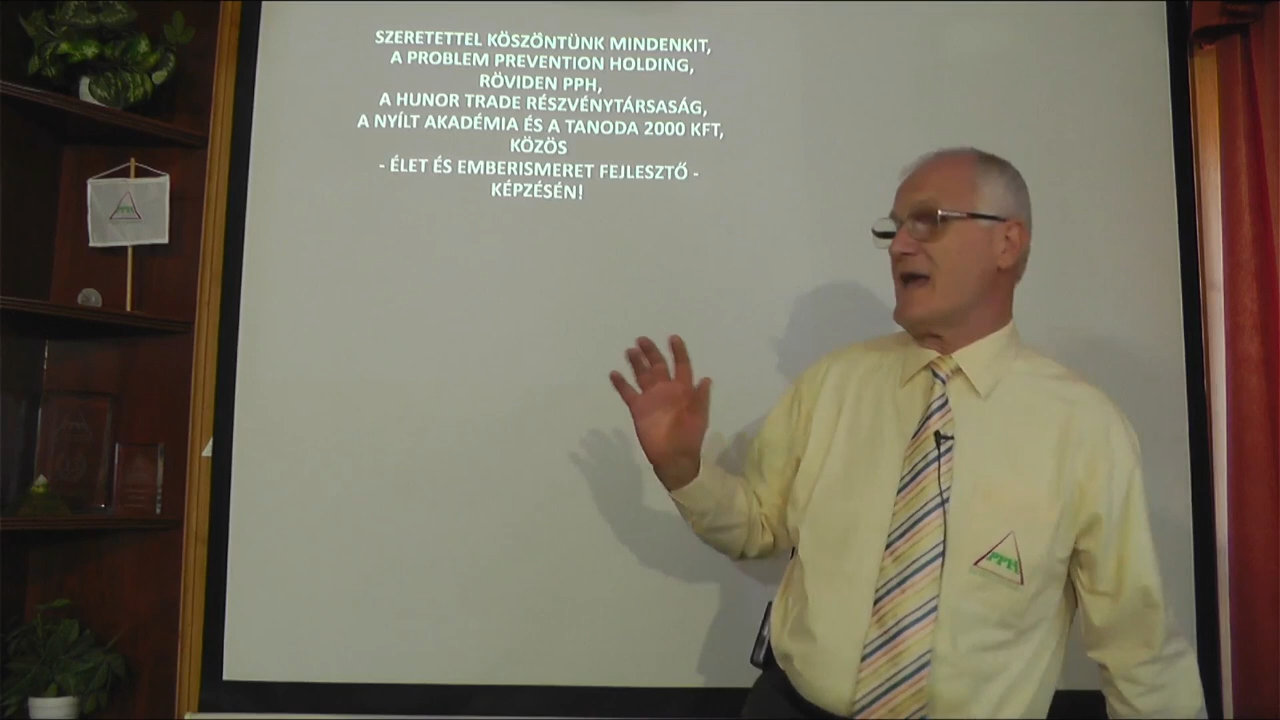 SZERETETTEL KÖSZÖNTÜNK MINDENKIT,
A PROBLEM PREVENTION HOLDING,
RÖVIDEN PPH,
A HUNOR TRADE RÉSZVÉNYTÁRSASÁG,
A NYÍLT AKADÉMIA ÉS A TANODA 2000 KFT,
KÖZÖS
- ÉLET ÉS EMBERISMERET FEJLESZTŐ -
KÉPZÉSÉN!
PPH
PPH